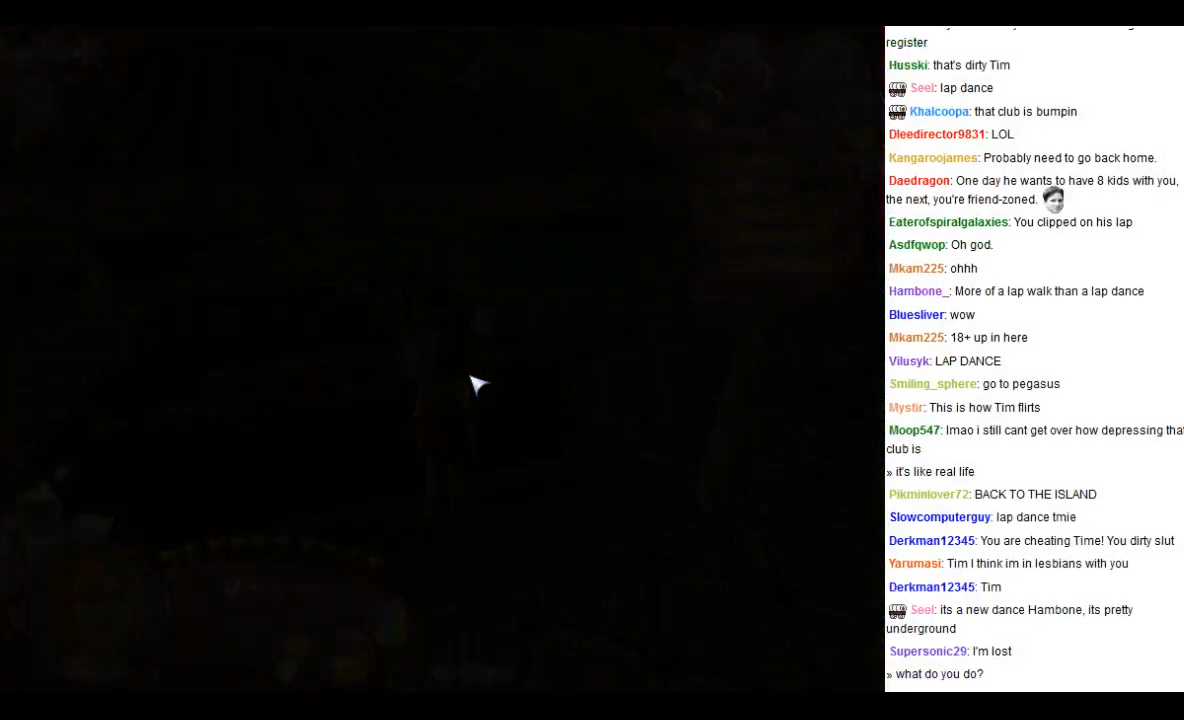 register
Husski: that's dirty Tim
Seel: lap dance
Khalcoopa: that club is bumpin
Dleedirector9831: LOL
Kangaroojames: Probably need to go back home.
Daedragon: One day he wants to have 8 kids with you,
the next, you're friend-zoned.
Eaterofspiralgalaxies: You clipped on his lap
Asdfqwop: Oh god.
Mkam225: ohhh
Hambone_: More of a lap walk than a lap dance
Bluesliver: wow
Mkam225: 18+ up in here
Vilusyk: LAP DANCE
Smiling_sphere: go to pegasus
Mystir: This is how Tim flirts
Moop547: lmao i still cant get over how depressing that
club is
» it's like real life
Pikminlover72: BACK TO THE ISLAND
Slowcomputerguy: lap dance tmie
Derkman12345: You are cheating Time! You dirty slut
Yarumasi: Tim I think im in lesbians with you
Derkman12345: Tim
Seel: its a new dance Hambone, its pretty
underground
Supersonic29: I'm lost
» what do you do?